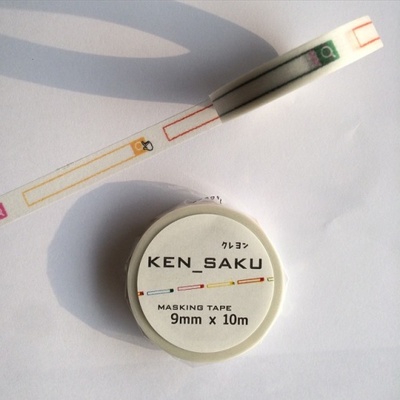 クレヨン
KEN_SAKU
MASKING TAPE
9mm x 10m